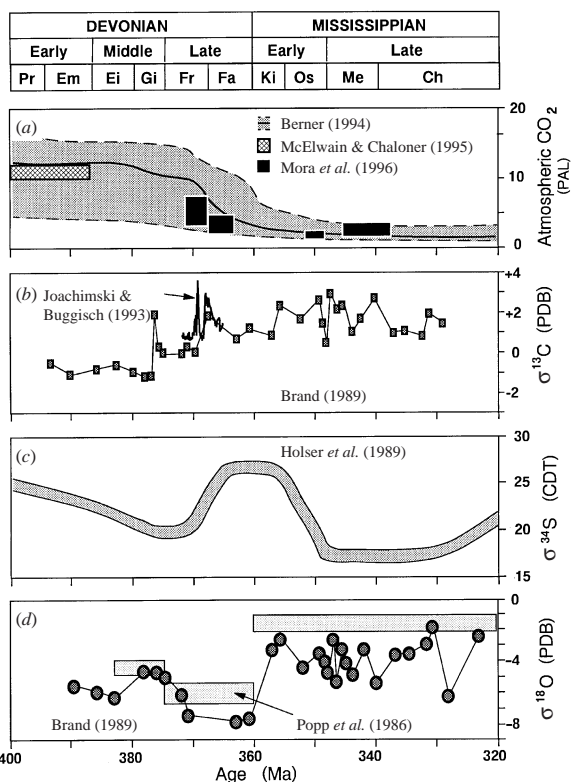 DEVONIAN MISSISSIPPIAN
Early Middle Late Early Late
Pr Em Ei Gi Fr Fa Ki Os Me Ch
(a)
Berner (1994)
McElwain & Chaloner (1995)
Mora et al. (1996)
20
10
0
Atmospheric CO2
(PAL)
(b)
Joachimski &
Buggisch (1993)
Brand (1989)
+4
+2
0
-2
σ13C (PDB)
(c)
Holser et al. (1989)
30
25
20
15
σ 34S (CDT)
(d)
Brand (1989)
Popp et al. (1986)
0
-4
-8
σ18O (PDB)
400 380 360 340 320
Age (Ma)